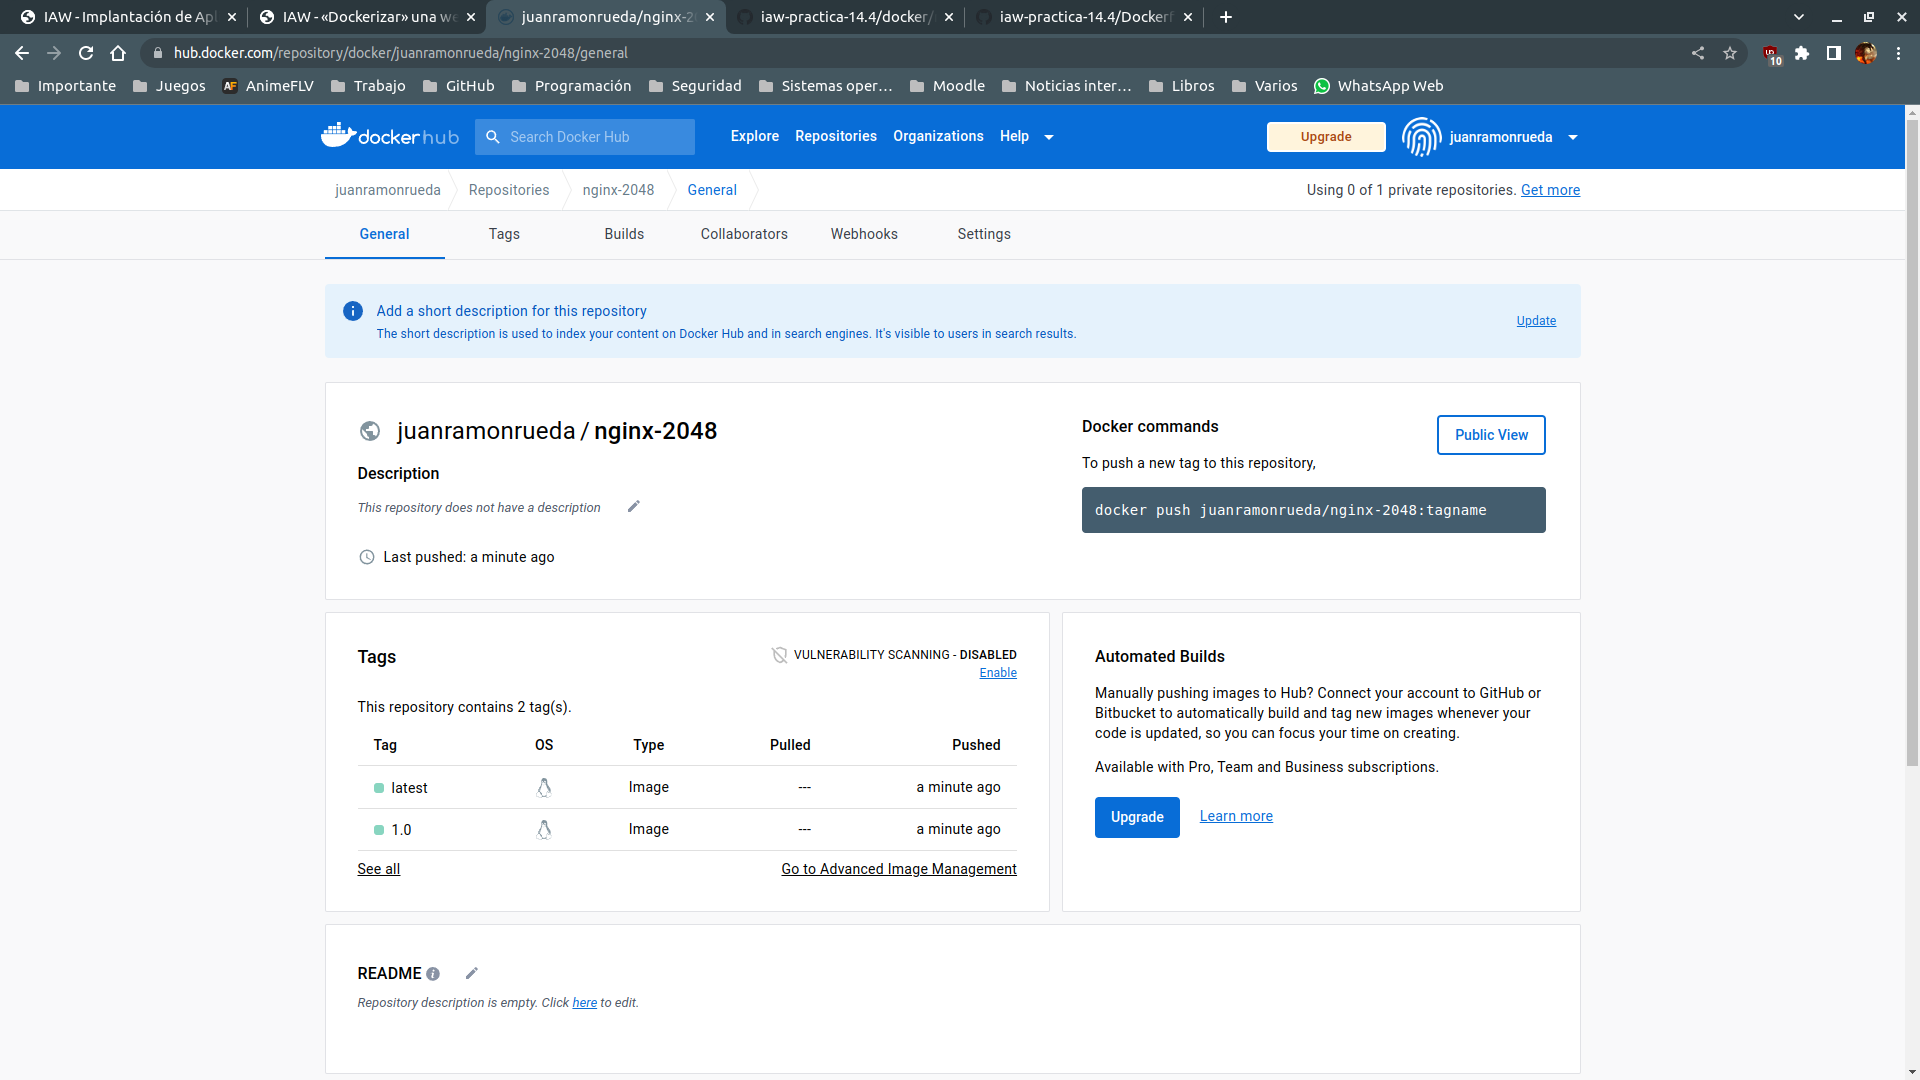 IAW - Implantación de Ap
IAW - «Dockerizar» una we
juanramonrueda/nginx-2
iaw-practica-14.4/docker/
iaw-practica-14.4/Dockerf
hub.docker.com/repository/docker/juanramonrueda/nginx-2048/general
10
Importante
Juegos
AnimeFLV
Trabajo
GitHub
Programación
Seguridad
Sistemas oper…
Moodle
Noticias inter…
Libros
Varios
WhatsApp Web
docker hub
Search Docker Hub
Explore
Repositories
Organizations
Help
Upgrade
juanramonrueda
juanramonrueda
Repositories
nginx-2048
General
Using 0 of 1 private repositories. Get more
General
Tags
Builds
Collaborators
Webhooks
Settings
Add a short description for this repository
The short description is used to index your content on Docker Hub and in search engines. It's visible to users in search results.
Update
juanramonrueda / nginx-2048
Description
This repository does not have a description
Last pushed: a minute ago
Docker commands
Public View
To push a new tag to this repository,
docker push juanramonrueda/nginx-2048:tagname
Tags
VULNERABILITY SCANNING - DISABLED
Enable
This repository contains 2 tag(s).
Tag OS Type Pulled Pushed
latest Image --- a minute ago
1.0 Image --- a minute ago
See all
Go to Advanced Image Management
Automated Builds
Manually pushing images to Hub? Connect your account to GitHub or
Bitbucket to automatically build and tag new images whenever your
code is updated, so you can focus your time on creating.
Available with Pro, Team and Business subscriptions.
Upgrade
Learn more
README
Repository description is empty. Click here to edit.